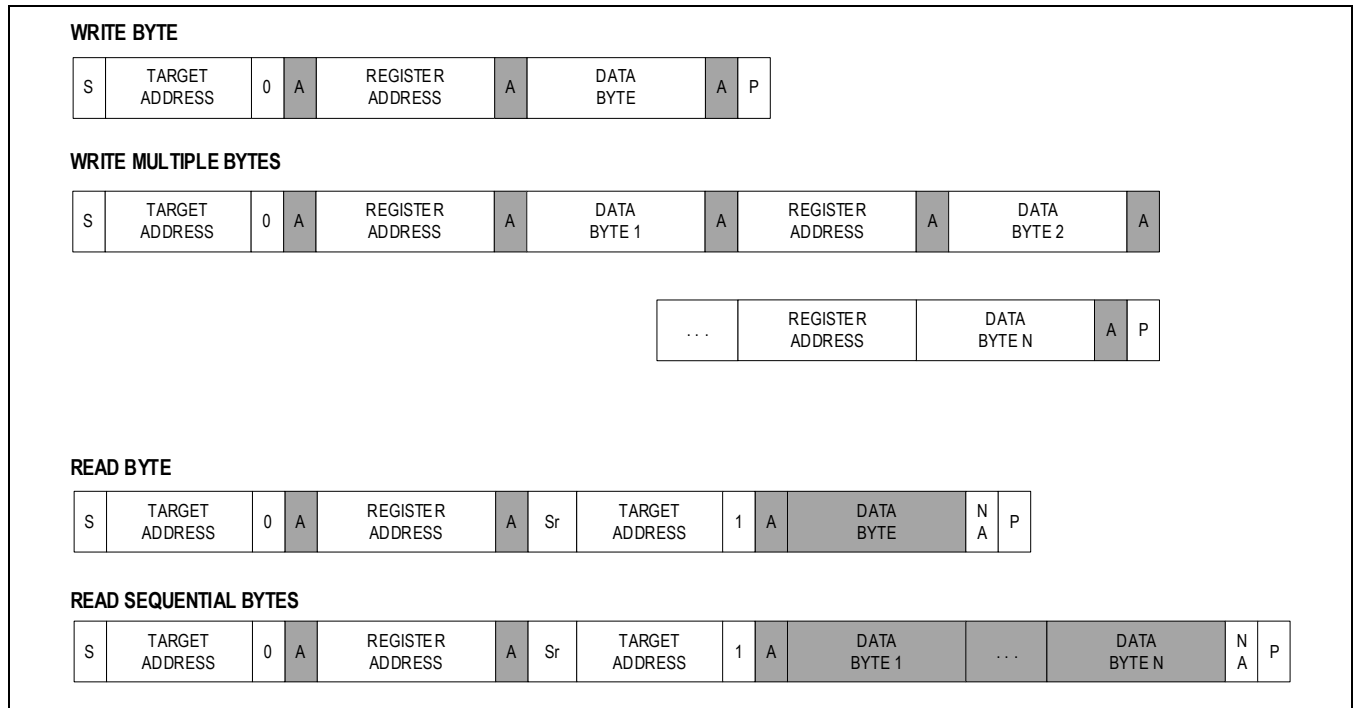 WRITE BYTE
S TARGET ADDRESS 0 A REGISTER ADDRESS A DATA BYTE A P
WRITE MULTIPLE BYTES
S TARGET ADDRESS 0 A REGISTER ADDRESS A DATA BYTE 1 A REGISTER ADDRESS A DATA BYTE 2 A
. . . REGISTER ADDRESS DATA BYTE N A P
READ BYTE
S TARGET ADDRESS 0 A REGISTER ADDRESS A Sr TARGET ADDRESS 1 A DATA BYTE N A P
READ SEQUENTIAL BYTES
S TARGET ADDRESS 0 A REGISTER ADDRESS A Sr TARGET ADDRESS 1 A DATA BYTE 1 . . . DATA BYTE N N A P